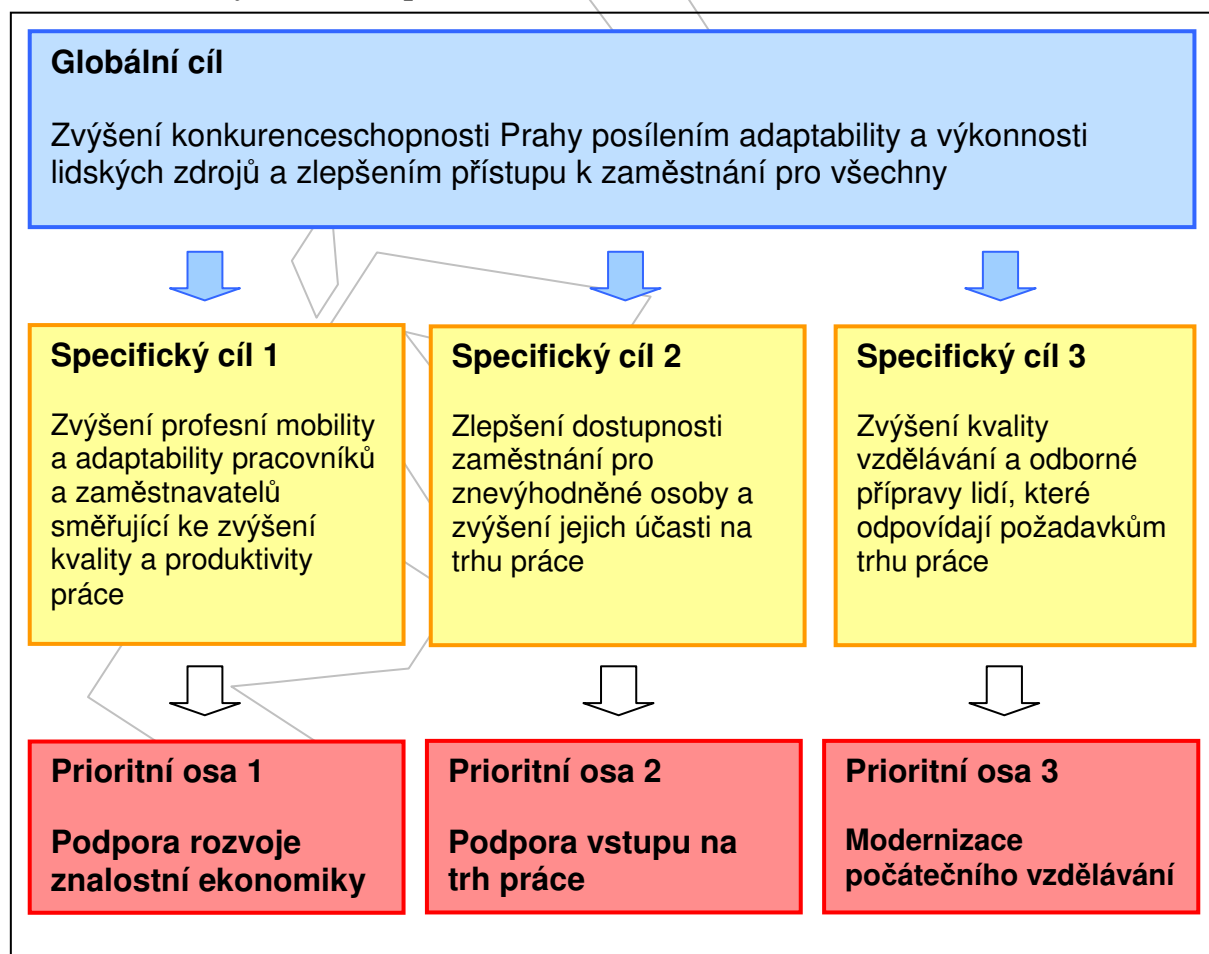 Globální cíl
Zvýšení konkurenceschopnosti Prahy posílením adaptability a výkonnosti
lidských zdrojů a zlepšením přístupu k zaměstnání pro všechny
Specifický cíl 1
Zvýšení profesní mobility
a adaptability pracovníků
a zaměstnavatelů
směřující ke zvýšení
kvality a produktivity
práce
Specifický cíl 2
Zlepšení dostupnosti
zaměstnání pro
znevýhodněné osoby a
zvýšení jejich účasti na
trhu práce
Specifický cíl 3
Zvýšení kvality
vzdělávání a odborné
přípravy lidí, které
odpovídají požadavkům
trhu práce
Prioritní osa 1
Podpora rozvoje
znalostní ekonomiky
Prioritní osa 2
Podpora vstupu na
trh práce
Prioritní osa 3
Modernizace
počátečního vzdělávání